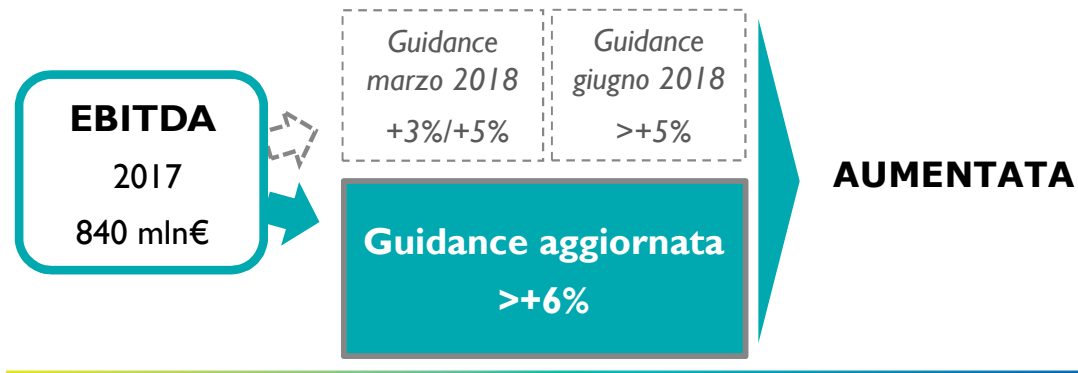 EBITDA
2017
840 mln€
Guidance
marzo 2018
+3%/+5%
Guidance
giugno 2018
>+5%
Guidance aggiornata
>+6%
AUMENTATA